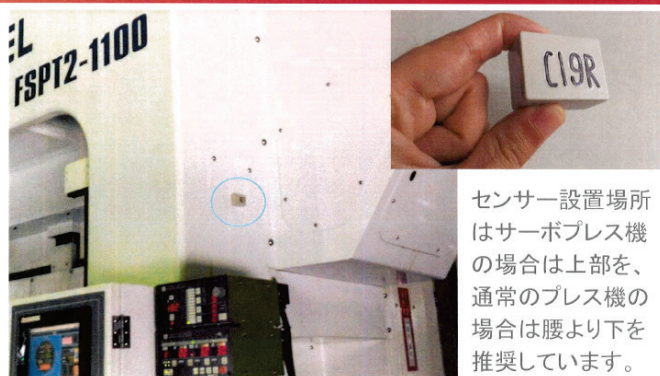 EL
FSPT2-1100
C19R
センサー設置場所
はサーボプレス機
の場合は上部を、
通常のプレス機の
場合は腰より下を
推奨しています。